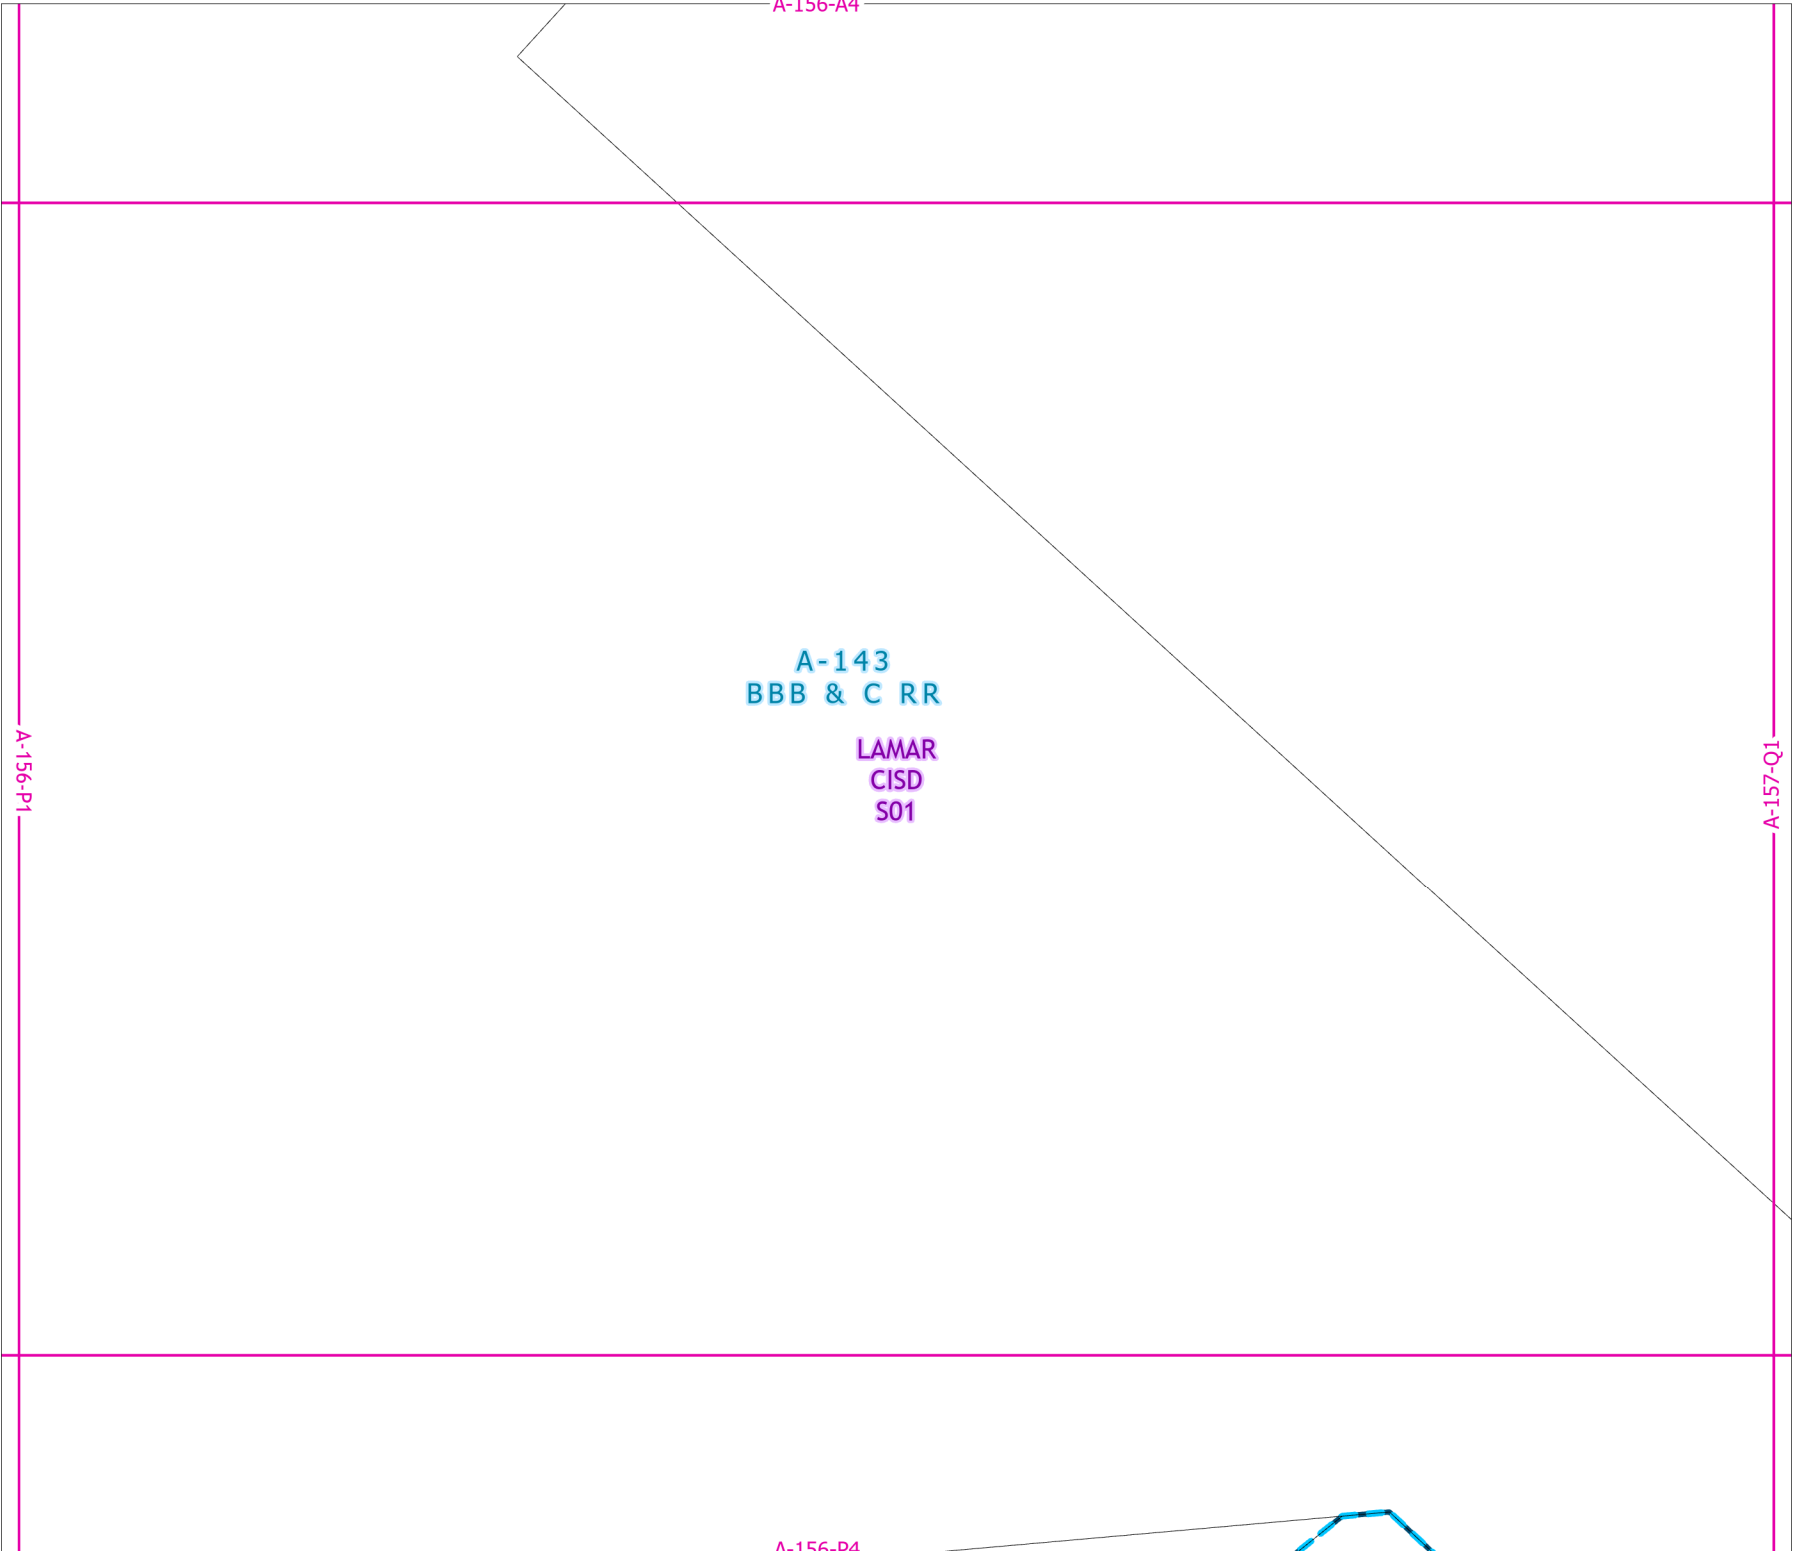 A-156-A4
A-143
BBB & C RR
LAMAR
CISD
S01
A-156-P1
A-157-Q1
A-156-P4